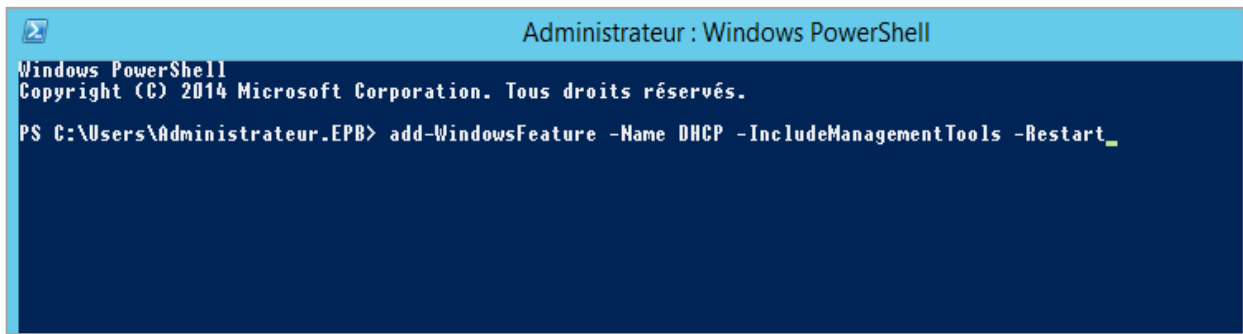 Administrateur : Windows PowerShell
Windows PowerShell
Copyright (C) 2014 Microsoft Corporation. Tous droits réservés.
PS C:\Users\Administrateur.EPB> add-WindowsFeature -Name DHCP -IncludeManagementTools -Restart_